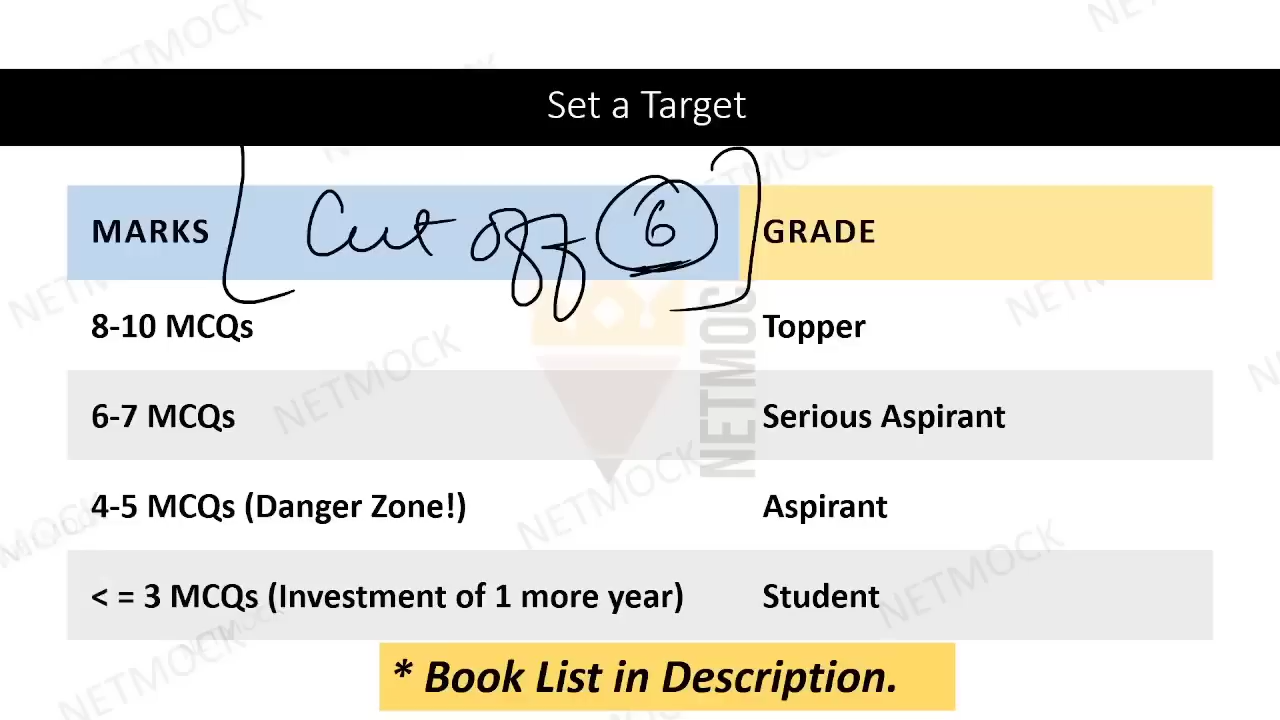 Set a Target
MARKS Cut off 6 GRADE
8-10 MCQs Topper
6-7 MCQs Serious Aspirant
4-5 MCQs (Danger Zone!) Aspirant
< = 3 MCQs (Investment of 1 more year) Student
* Book List in Description.
NETMOCK